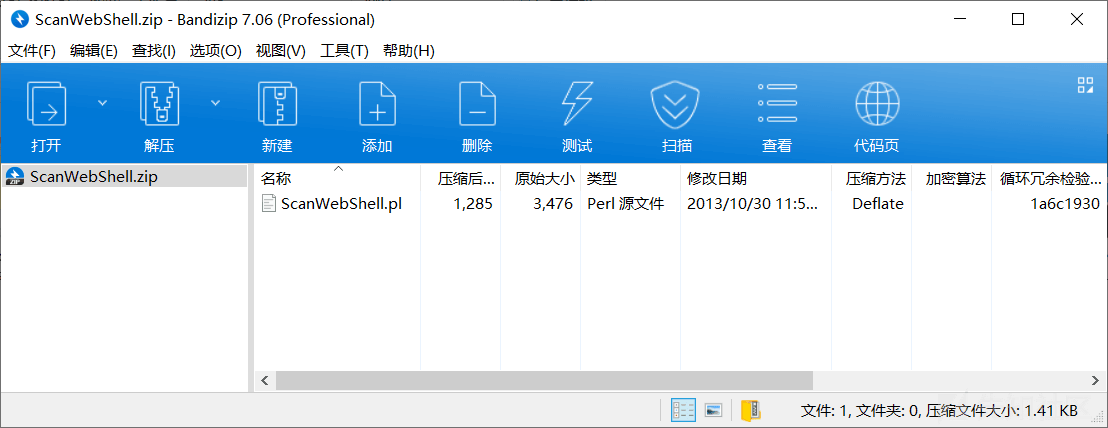 ScanWebShell.zip - Bandizip 7.06 (Professional)
文件(F) 编辑(E) 查找(I) 选项(O) 视图(V) 工具(T) 帮助(H)
打开 解压 新建 添加 删除 测试 扫描 查看 代码页
ScanWebShell.zip
名称 压缩后... 原始大小 类型 修改日期 压缩方法 加密算法 循环冗余检验...
ScanWebShell.pl 1,285 3,476 Perl 源文件 2013/10/30 11:5... Deflate 1a6c1930
文件: 1, 文件夹: 0, 压缩文件大小: 1.41 KB